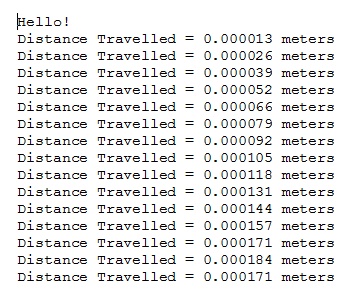 Hello!
Distance Travelled = 0.000013 meters
Distance Travelled = 0.000026 meters
Distance Travelled = 0.000039 meters
Distance Travelled = 0.000052 meters
Distance Travelled = 0.000066 meters
Distance Travelled = 0.000079 meters
Distance Travelled = 0.000092 meters
Distance Travelled = 0.000105 meters
Distance Travelled = 0.000118 meters
Distance Travelled = 0.000131 meters
Distance Travelled = 0.000144 meters
Distance Travelled = 0.000157 meters
Distance Travelled = 0.000171 meters
Distance Travelled = 0.000184 meters
Distance Travelled = 0.000171 meters